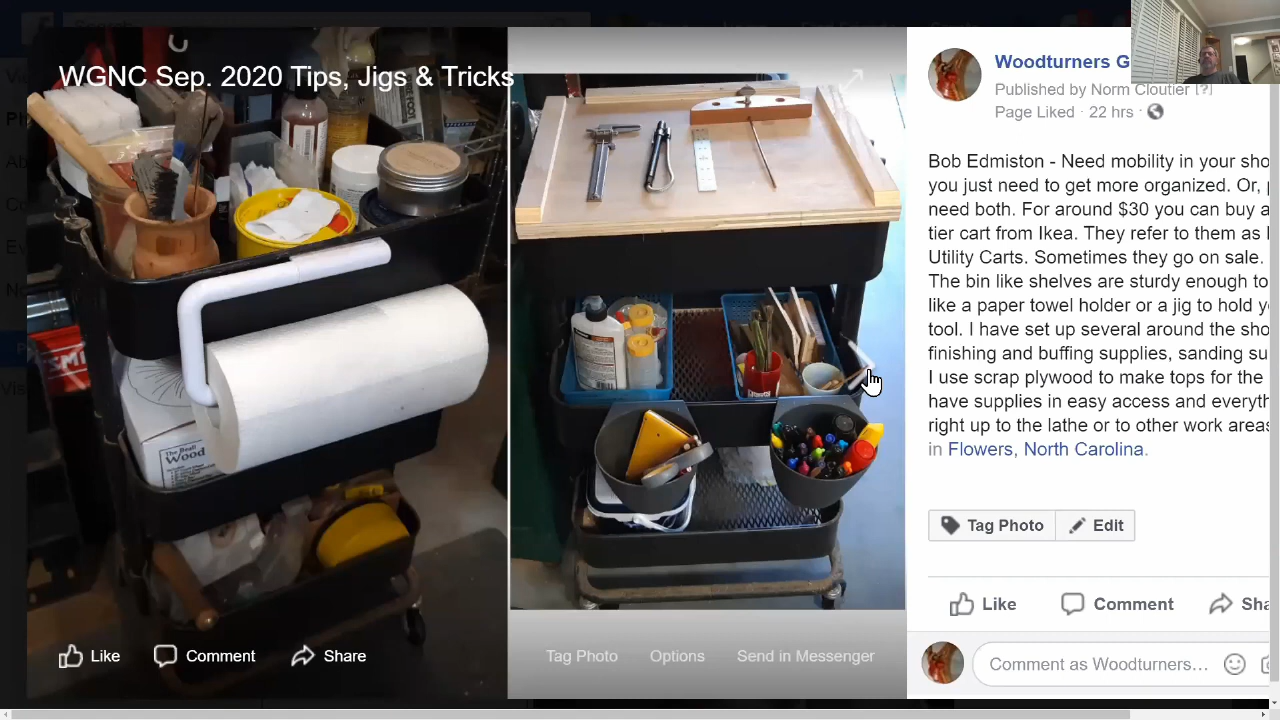 WGNC Sep. 2020 Tips, Jigs & Tricks
The Really
Wood
Like
Comment
Share
Tag Photo
Options
Send in Messenger
Woodturners G
Published by Norm Cloutier [?]
Page Liked · 22 hrs ·
Bob Edmiston - Need mobility in your sho
you just need to get more organized. Or,
need both. For around $30 you can buy a
tier cart from Ikea. They refer to them as
Utility Carts. Sometimes they go on sale.
The bin like shelves are sturdy enough to
like a paper towel holder or a jig to hold y
tool. I have set up several around the sho
finishing and buffing supplies, sanding su
I use scrap plywood to make tops for the
have supplies in easy access and everyth
right up to the lathe or to other work areas
in Flowers, North Carolina.
Tag Photo
Edit
Like
Comment
Sha
Comment as Woodturners...